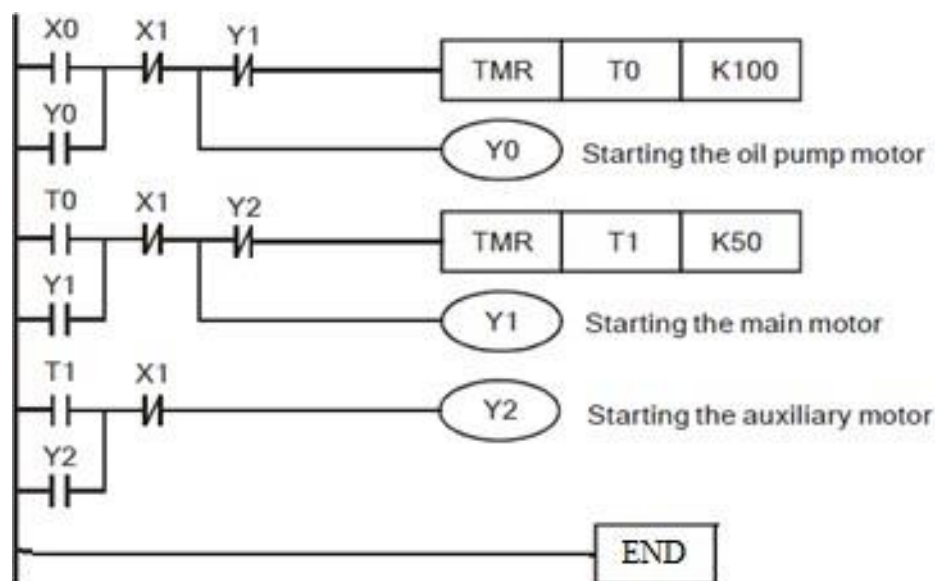 X0 X1 Y1
TMR T0 K100
Y0
Y0 Starting the oil pump motor
T0 X1 Y2
TMR T1 K50
Y1
Y1 Starting the main motor
T1 X1
Y2 Starting the auxiliary motor
Y2
END